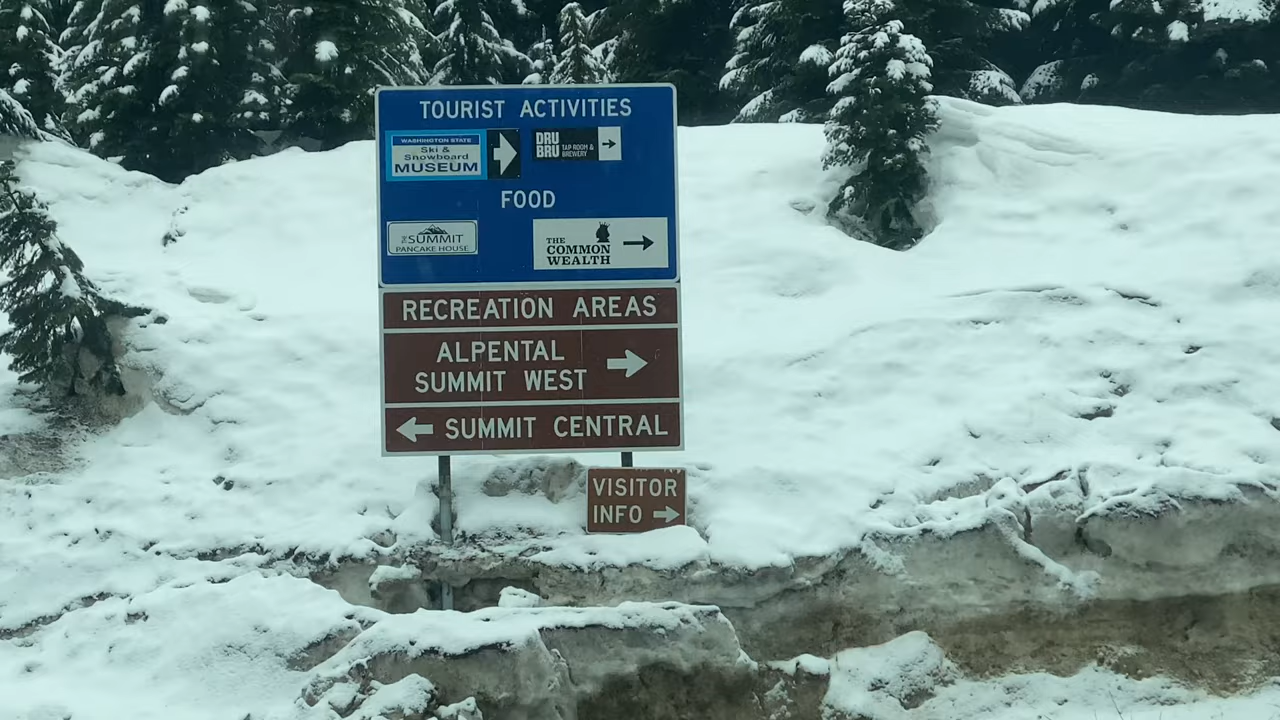 TOURIST ACTIVITIES
WASHINGTON STATE
Ski &
Snowboard
MUSEUM
DRU
BRU
TAP ROOM &
BREWERY
FOOD
THE
SUMMIT
PANCAKE HOUSE
THE
COMMON
WEALTH
RECREATION AREAS
ALPENTAL
SUMMIT WEST
SUMMIT CENTRAL
VISITOR
INFO